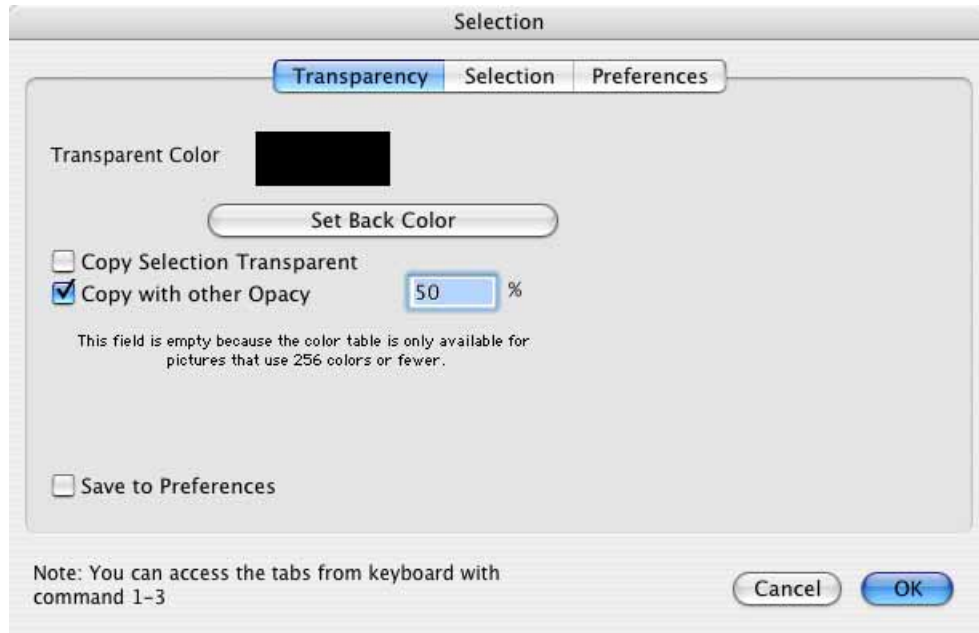 Selection
Transparency Selection Preferences
Transparent Color
Set Back Color
Copy Selection Transparent
Copy with other Opacy 50 %
This field is empty because the color table is only available for
pictures that use 256 colors or fewer.
Save to Preferences
Note: You can access the tabs from keyboard with
command 1-3
Cancel OK